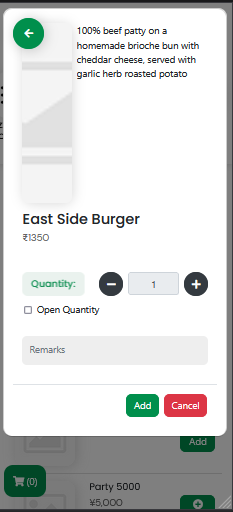 100% beef patty on a
homemade brioche bun with
cheddar cheese, served with
garlic herb roasted potato
East Side Burger
₹1350
Quantity:
1
Open Quantity
Remarks
Add
Cancel
Add
(0)
Party 5000
₹5,000